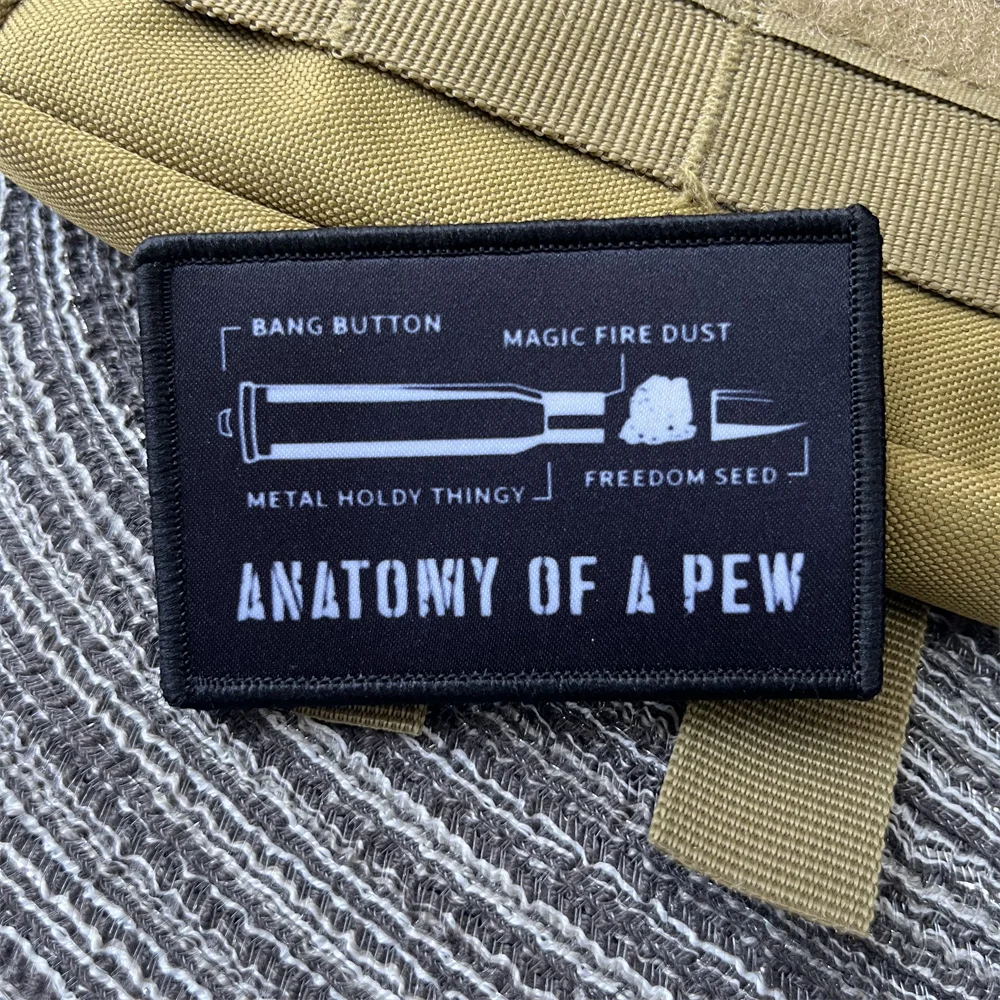 BANG BUTTON
MAGIC FIRE DUST
METAL HOLDY THINGY
FREEDOM SEED
ANATOMY OF A PEW